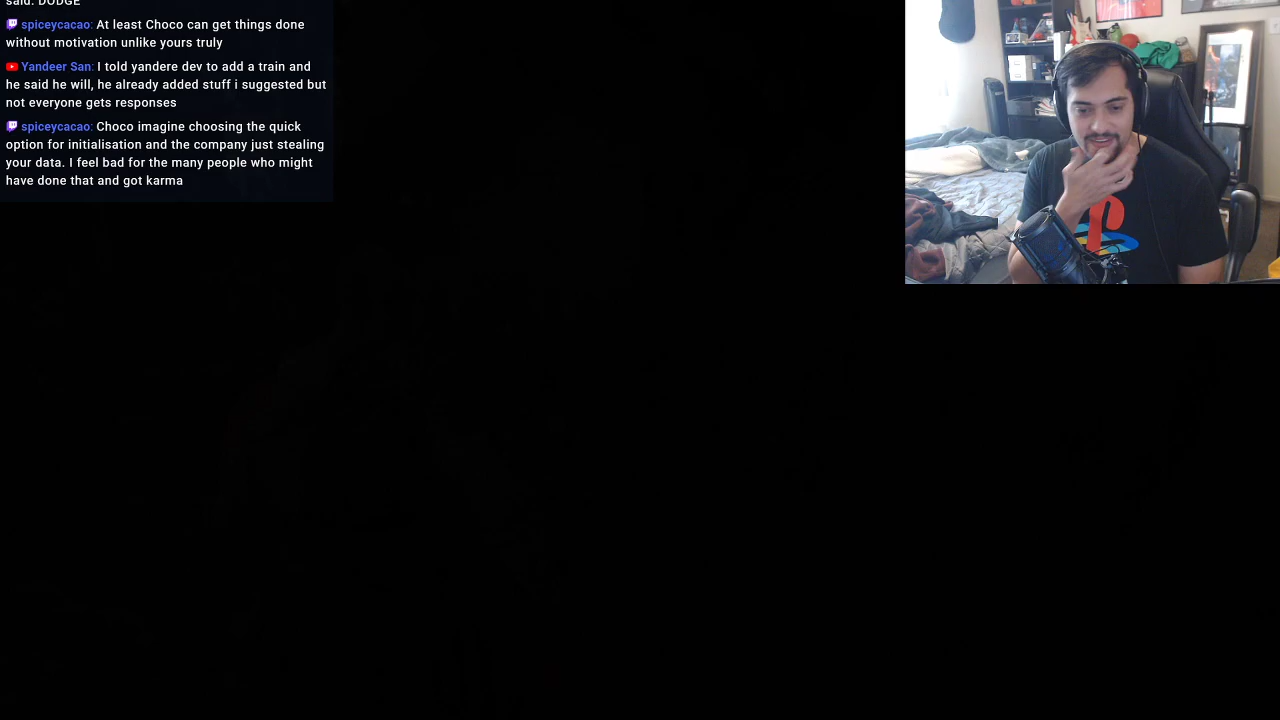 said: DODGE
spiceycacao: At least Choco can get things done
without motivation unlike yours truly
Yandeer San: I told yandere dev to add a train and
he said he will, he already added stuff i suggested but
not everyone gets responses
spiceycacao: Choco imagine choosing the quick
option for initialisation and the company just stealing
your data. I feel bad for the many people who might
have done that and got karma